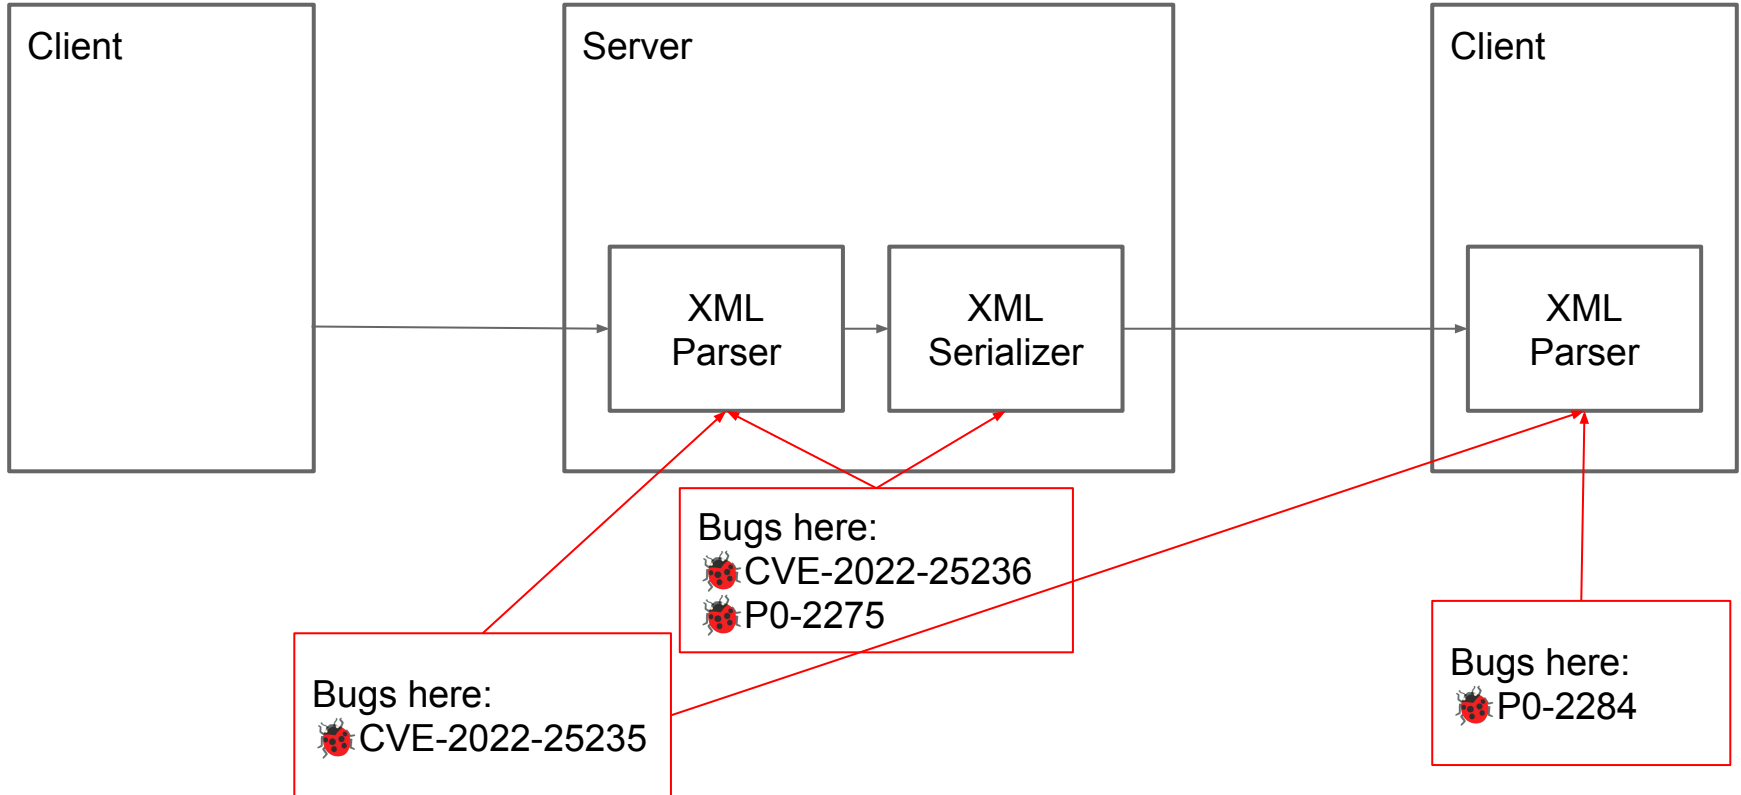 Client
Server
Client
XML
Parser
XML
Serializer
XML
Parser
Bugs here:
🐞CVE-2022-25236
🐞P0-2275
Bugs here:
🐞CVE-2022-25235
Bugs here:
🐞P0-2284